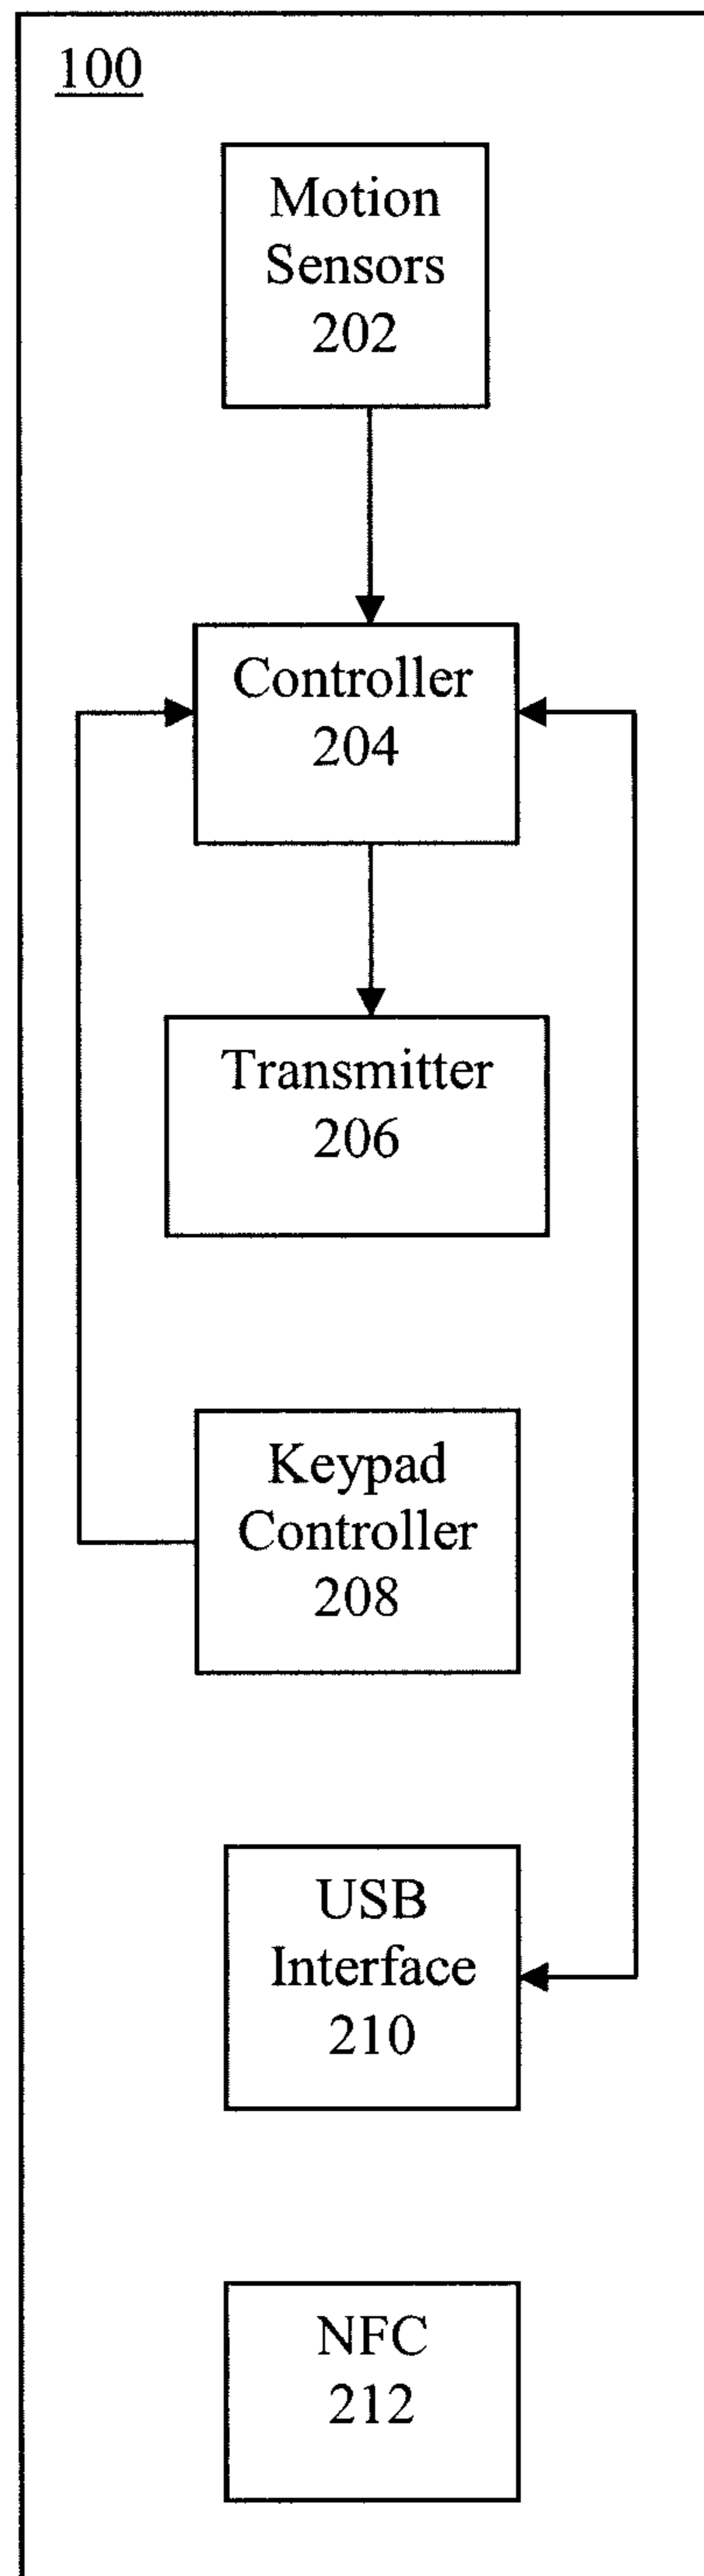 100
Motion
Sensors
202
Controller
204
Transmitter
206
Keypad
Controller
208
USB
Interface
210
NFC
212